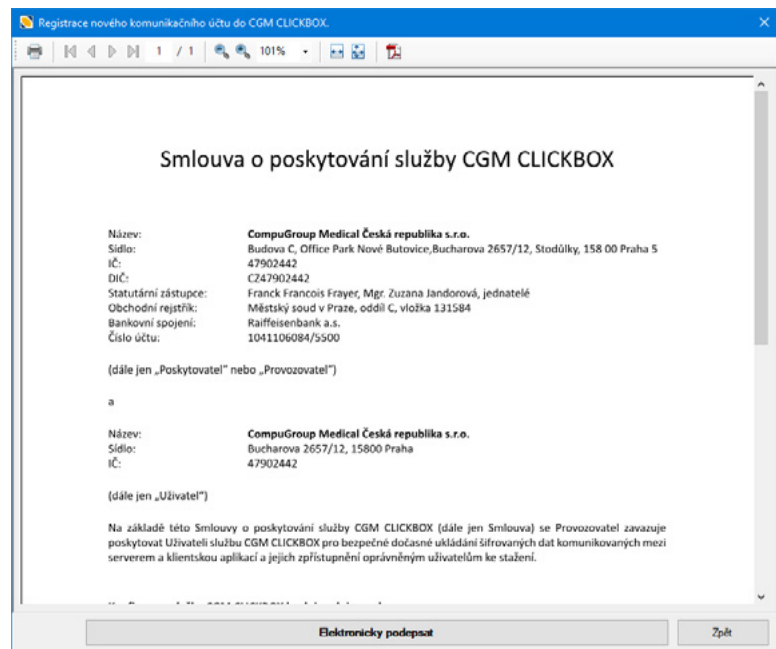 Registrace nového komunikačního účtu do CGM CLICKBOX.
1 / 1 101%
Smlouva o poskytování služby CGM CLICKBOX
Název: CompuGroup Medical Česká republika s.r.o.
Sídlo: Budova C, Office Park Nové Butovice,Bucharova 2657/12, Stodůlky, 158 00 Praha 5
IČ: 47902442
DIČ: CZ47902442
Statutární zástupce: Franck Francois Frayer, Mgr. Zuzana Jandorová, jednatelé
Obchodní rejstřík: Městský soud v Praze, oddíl C, vložka 131584
Bankovní spojení: Raiffeisenbank a.s.
Číslo účtu: 1041106084/5500
(dále jen „Poskytovatel" nebo „Provozovatel")
a
Název: CompuGroup Medical Česká republika s.r.o.
Sídlo: Bucharova 2657/12, 15800 Praha
IČ: 47902442
(dále jen „Uživatel")
Na základě této Smlouvy o poskytování služby CGM CLICKBOX (dále jen Smlouva) se Provozovatel zavazuje
poskytovat Uživateli službu CGM CLICKBOX pro bezpečné dočasné ukládání šifrovaných dat komunikovaných mezi
serverem a klientskou aplikací a jejich zpřístupnění oprávněným uživatelům ke stažení.
Elektronicky podepsat Zpět